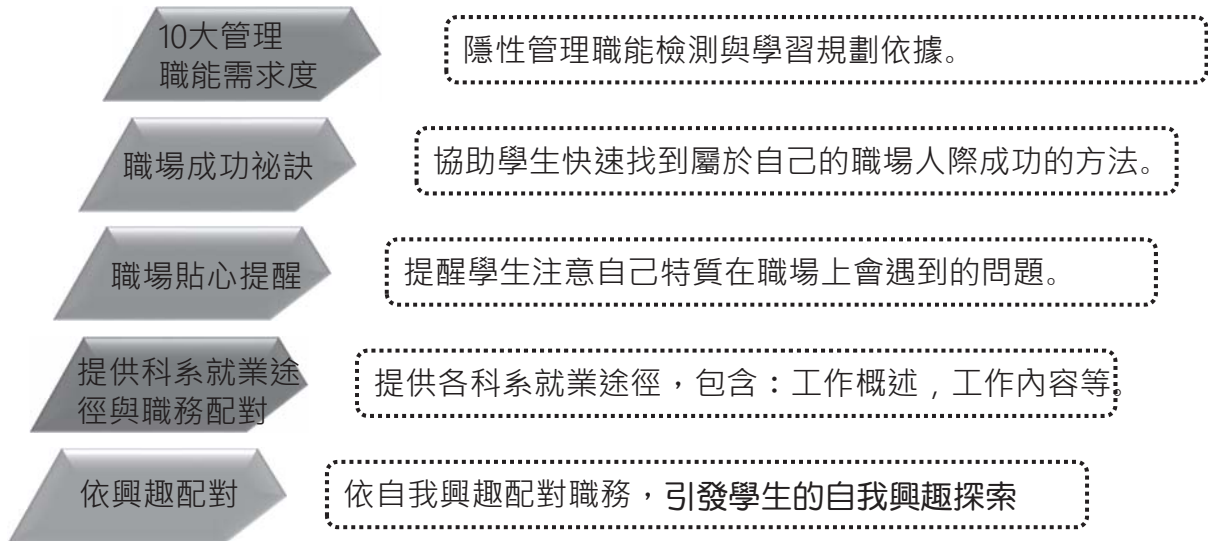 10大管理
職能需求度
隱性管理職能檢測與學習規劃依據。
職場成功祕訣
協助學生快速找到屬於自己的職場人際成功的方法。
職場貼心提醒
提醒學生注意自己特質在職場上會遇到的問題。
提供科系就業途
徑與職務配對
提供各科系就業途徑，包含：工作概述，工作內容等。
依興趣配對
依自我興趣配對職務，引發學生的自我興趣探索